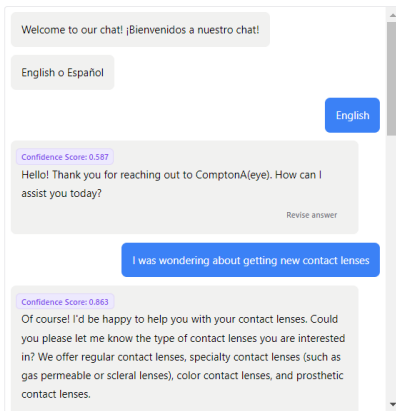 Welcome to our chat! ¡Bienvenidos a nuestro chat!
English o Español
English
Confidence Score: 0.587
Hello! Thank you for reaching out to ComptonA(eye). How can I
assist you today?
Revise answer
I was wondering about getting new contact lenses
Confidence Score: 0.863
Of course! I'd be happy to help you with your contact lenses. Could
you please let me know the type of contact lenses you are interested
in? We offer regular contact lenses, specialty contact lenses (such as
gas permeable or scleral lenses), color contact lenses, and prosthetic
contact lenses.